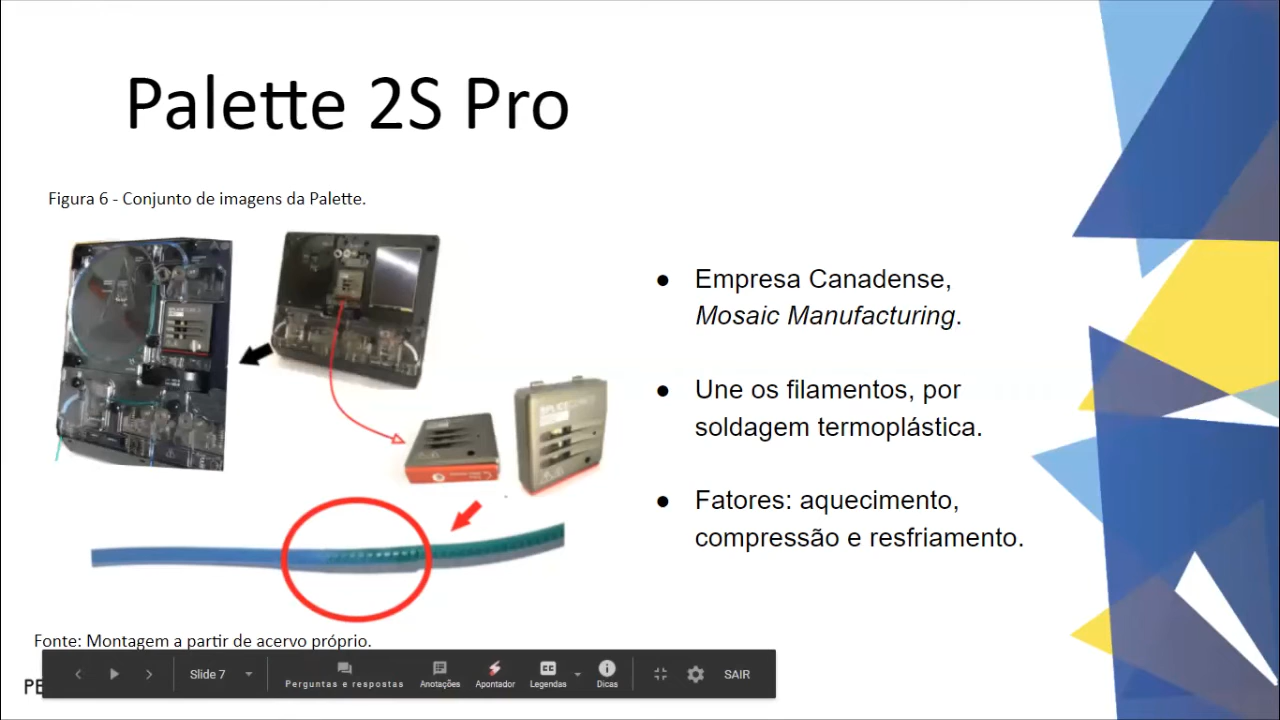 Palette 2S Pro
Figura 6 - Conjunto de imagens da Palette.
● Empresa Canadense,
Mosaic Manufacturing.
● Une os filamentos, por
soldagem termoplástica.
● Fatores: aquecimento,
compressão e resfriamento.
SPLICE
Fonte: Montagem a partir de acervo próprio.
Slide 7
Perguntas e respostas
Anotações
Apontador
CC
Legendas
Dicas
SAIR